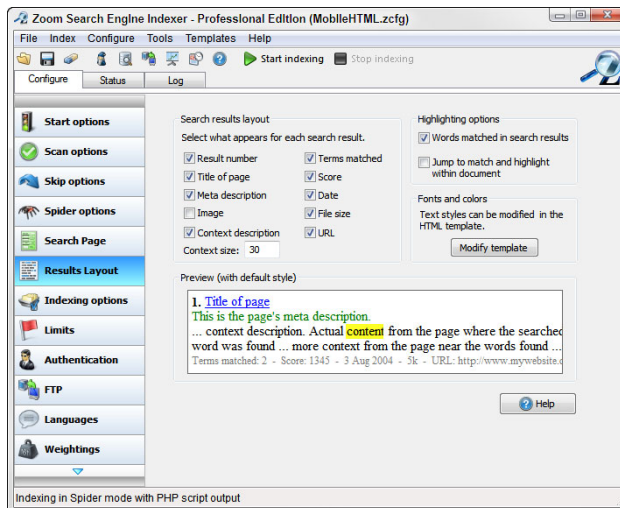 Zoom Search Engine Indexer - Professional Edition (MobileHTML.zcfg)
File Index Configure Tools Templates Help
Start indexing Stop indexing
Configure Status Log
Start options
Scan options
Skip options
Spider options
Search Page
Results Layout
Indexing options
Limits
Authentication
FTP
Languages
Weightings
Search results layout
Select what appears for each search result.
Result number Terms matched
Title of page Score
Meta description Date
Image File size
Context description URL
Context size: 30
Highlighting options
Words matched in search results
Jump to match and highlight
within document
Fonts and colors
Text styles can be modified in the
HTML template.
Modify template
Preview (with default style)
1. Title of page
This is the page's meta description.
... context description. Actual content from the page where the searched
word was found ... more context from the page near the words found ...
Terms matched: 2 - Score: 1345 - 3 Aug 2004 - 5k - URL: http://www.mywebsite.c
Help
Indexing in Spider mode with PHP script output